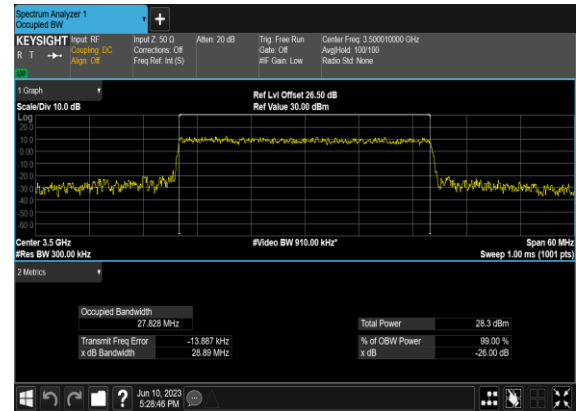 Spectrum Analyzer 1
Occupied BW
+
KEYSIGHT Input: RF Input Z: 50 Ω Atten: 20 dB Trig: Free Run Center Freq: 3.500010000 GHz
R T Coupling: DC Corrections: Off Gate: Off Avg|Hold: 100/100
Align: Off Freq Ref: Int (S) #IF Gain: Low Radio Std: None
LXI
1 Graph
Ref Lvl Offset 26.50 dB
Scale/Div 10.0 dB Ref Value 30.00 dBm
Log
20.0
10.0
0.00
-10.0
-20.0
-30.0
-40.0
-50.0
-60.0
Center 3.5 GHz #Video BW 910.00 kHz* Span 60 MHz
#Res BW 300.00 kHz Sweep 1.00 ms (1001 pts)
2 Metrics
Occupied Bandwidth
27.828 MHz Total Power 28.3 dBm
Transmit Freq Error -13.887 kHz % of OBW Power 99.00 %
x dB Bandwidth 28.89 MHz x dB -26.00 dB
? Jun 10, 2023
5:28:46 PM